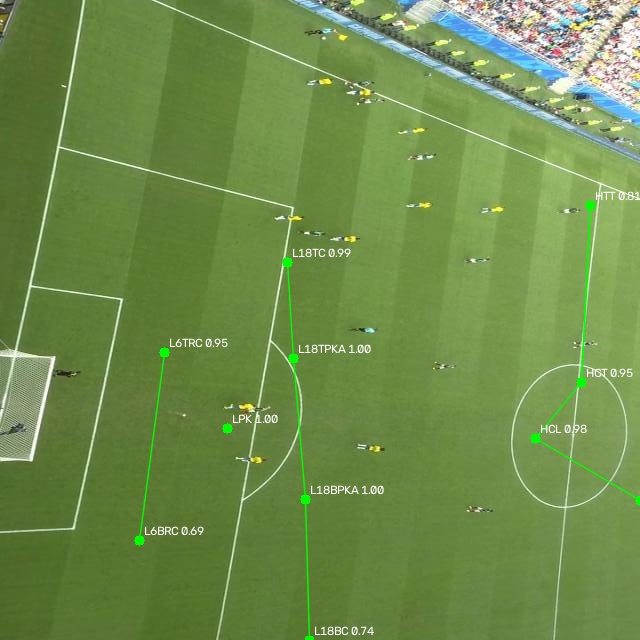 HTT 0.81
L18TC 0.99
L6TRC 0.95
L18TPKA 1.00
HCT 0.95
LPK 1.00
HCL 0.98
L18BPKA 1.00
L6BRC 0.69
L18BC 0.74